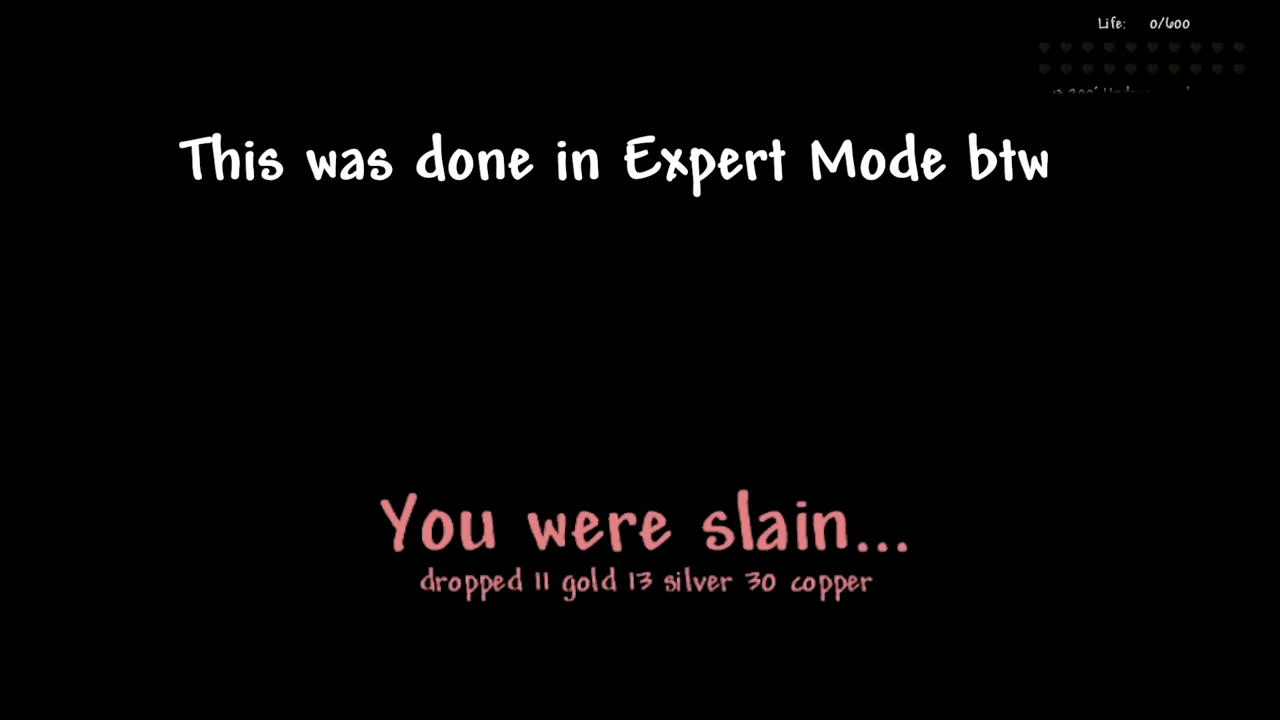 Life: 0/600
This was done in Expert Mode btw
You were slain...
dropped 11 gold 13 silver 30 copper